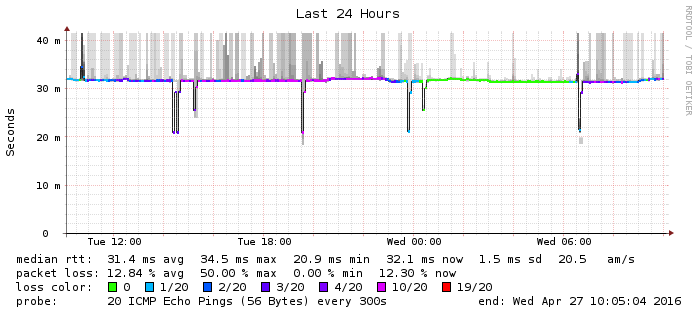 Last 24 Hours
RRDTOOL / TOBI OETIKER
Seconds
40 m
30 m
20 m
10 m
0
Tue 12:00 Tue 18:00 Wed 00:00 Wed 06:00
median rtt: 31.4 ms avg 34.5 ms max 20.9 ms min 32.1 ms now 1.5 ms sd 20.5 am/s
packet loss: 12.84 % avg 50.00 % max 0.00 % min 12.30 % now
loss color: 0 1/20 2/20 3/20 4/20 10/20 19/20
probe: 20 ICMP Echo Pings (56 Bytes) every 300s end: Wed Apr 27 10:05:04 2016